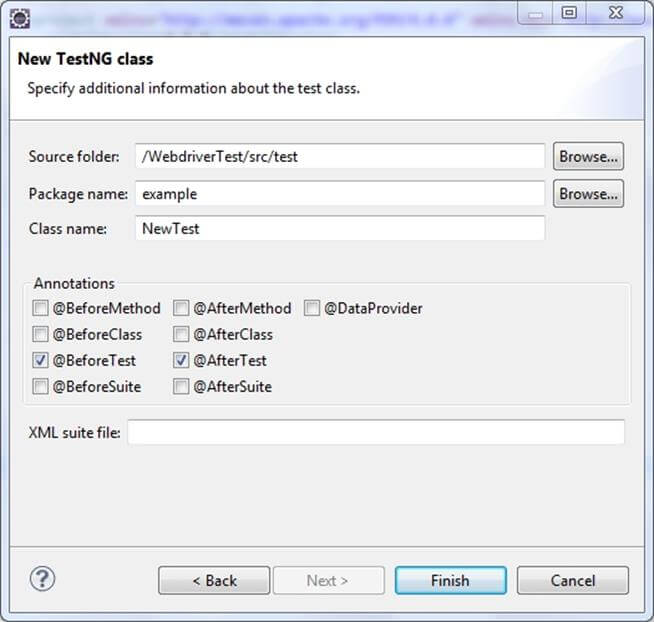 New TestNG class
Specify additional information about the test class.
Source folder: /WebdriverTest/src/test Browse...
Package name: example Browse...
Class name: NewTest
Annotations
@BeforeMethod @AfterMethod @DataProvider
@BeforeClass @AfterClass
@BeforeTest @AfterTest
@BeforeSuite @AfterSuite
XML suite file:
? < Back Next > Finish Cancel